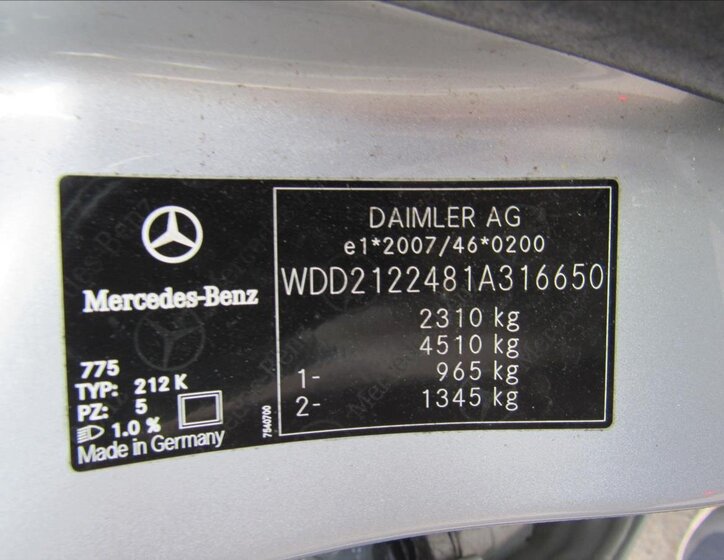 Mercedes-Benz
775
TYP: 212 K
PZ: 5
1.0 %
Made in Germany
7540700
DAIMLER AG
e1*2007/46*0200
WDD2122481A316650
2310 kg
4510 kg
1- 965 kg
2- 1345 kg